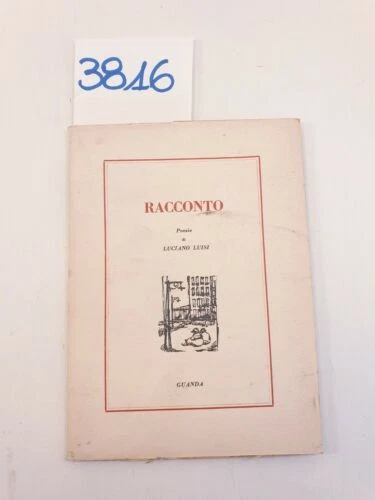 3816
RACCONTO
Poesie
di
LUCIANO LUISI
GUANDA